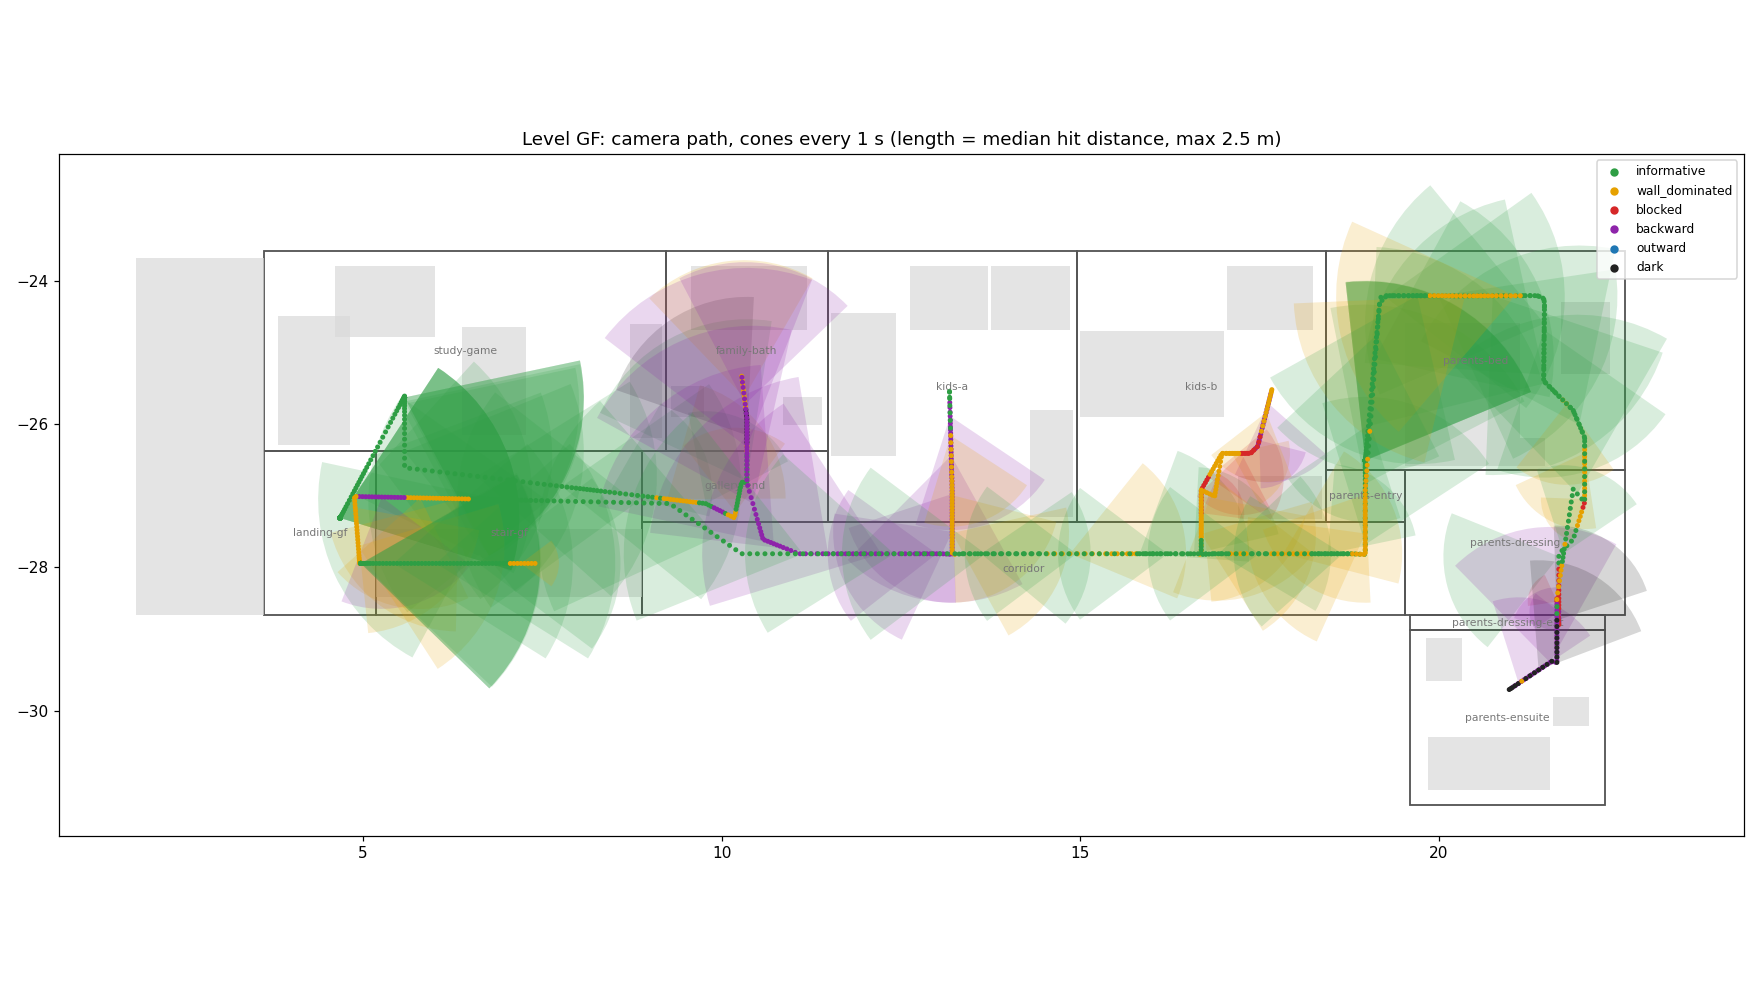 Level GF: camera path, cones every 1 s (length = median hit distance, max 2.5 m)
informative
wall_dominated
blocked
backward
outward
dark
−24
−26
−28
−30
study-game
family-bath
kids-a
kids-b
parents-entry
landing-gf
corridor
parents-dressing
parents-dressing-e
parents-ensuite
5
10
15
20